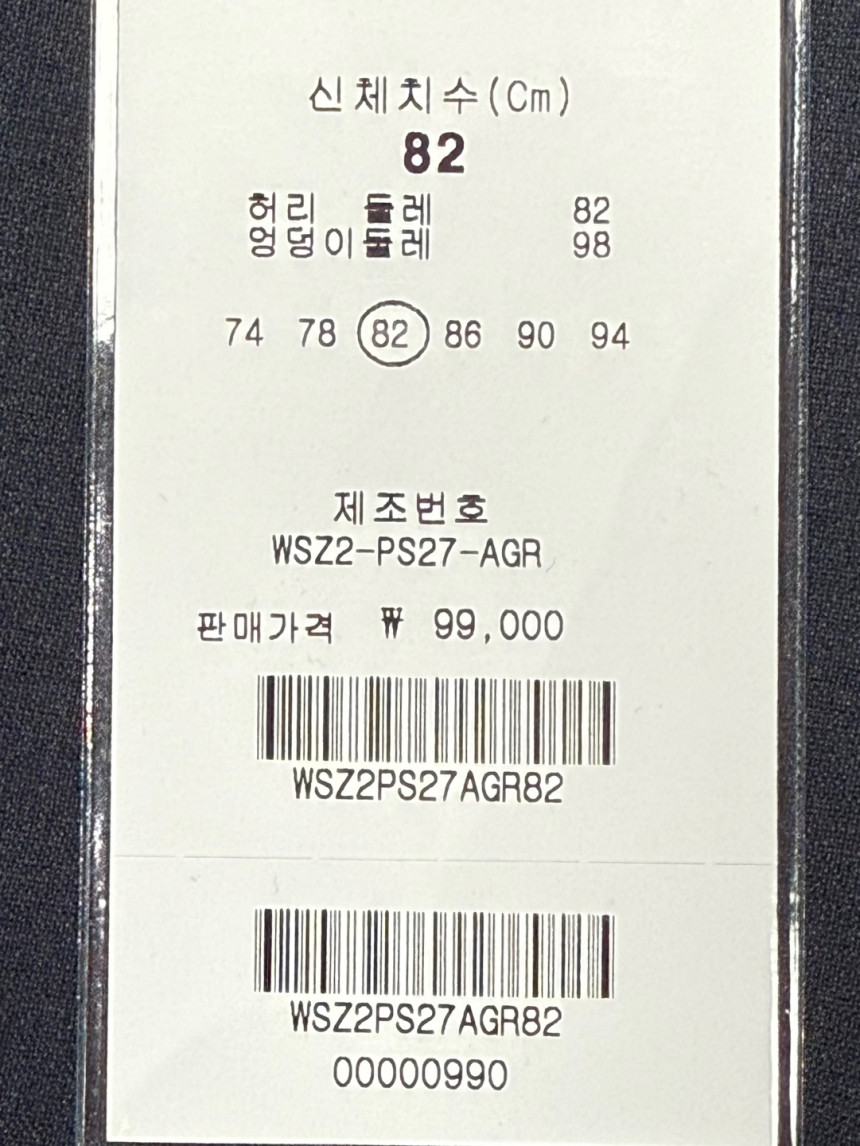 신체치수(Cm)
82
허리 둘레 82
엉덩이둘레 98
74 78 82 86 90 94
제조번호
WSZ2-PS27-AGR
판매가격 ₩ 99,000
WSZ2PS27AGR82
WSZ2PS27AGR82
00000990